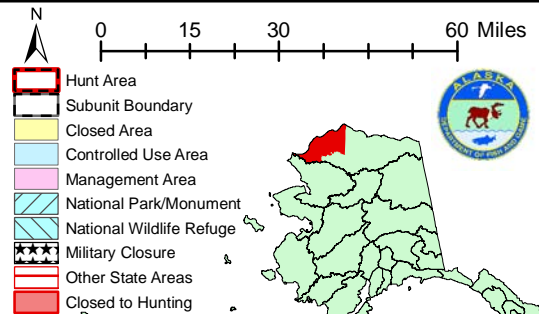 N
0 30 60 Miles
Hunt Area
Subunit Boundary
Closed Area
Controlled Use Area
Management Area
National Park/Monument
National Wildlife Refuge
Military Closure
Other State Areas
Closed to Hunting
ALASKA
DEPARTMENT OF FISH AND GAME